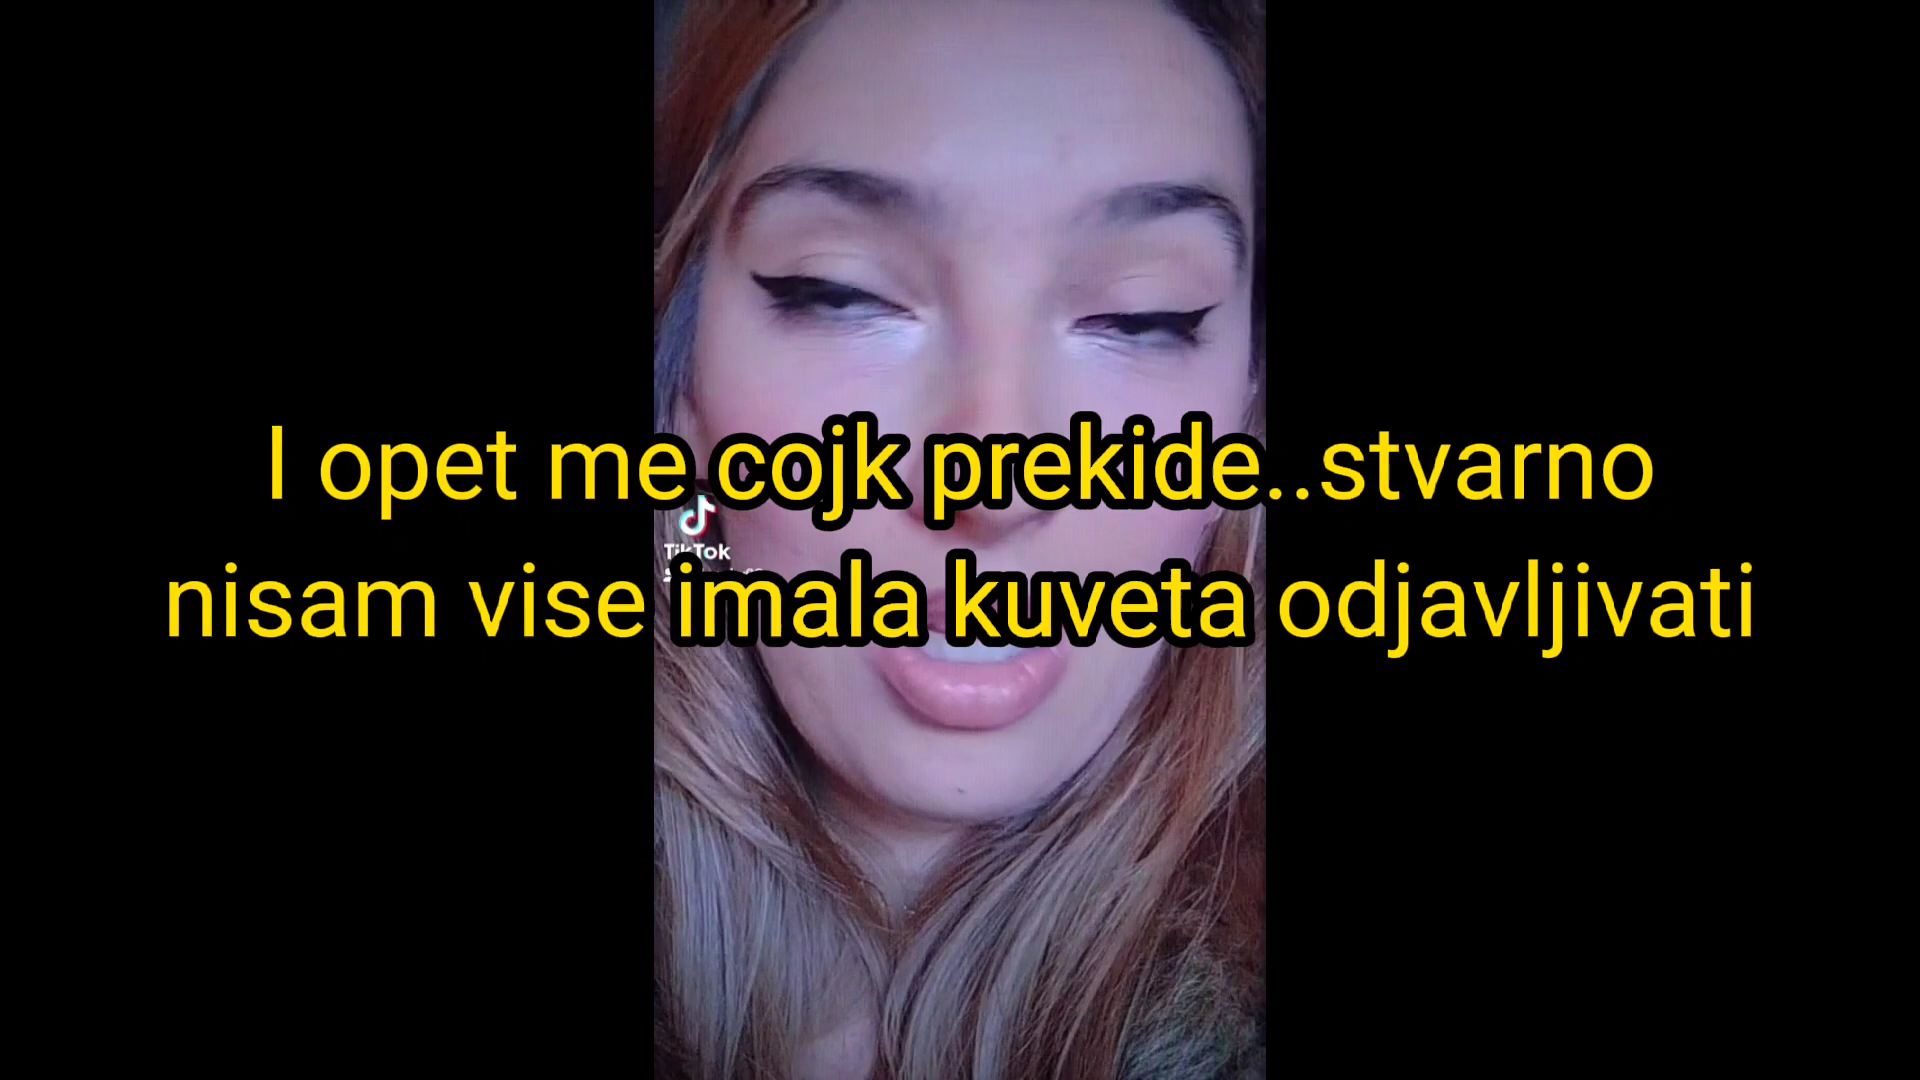 I opet me cojk prekide..stvarno
TikTok
nisam vise imala kuveta odjavljivati